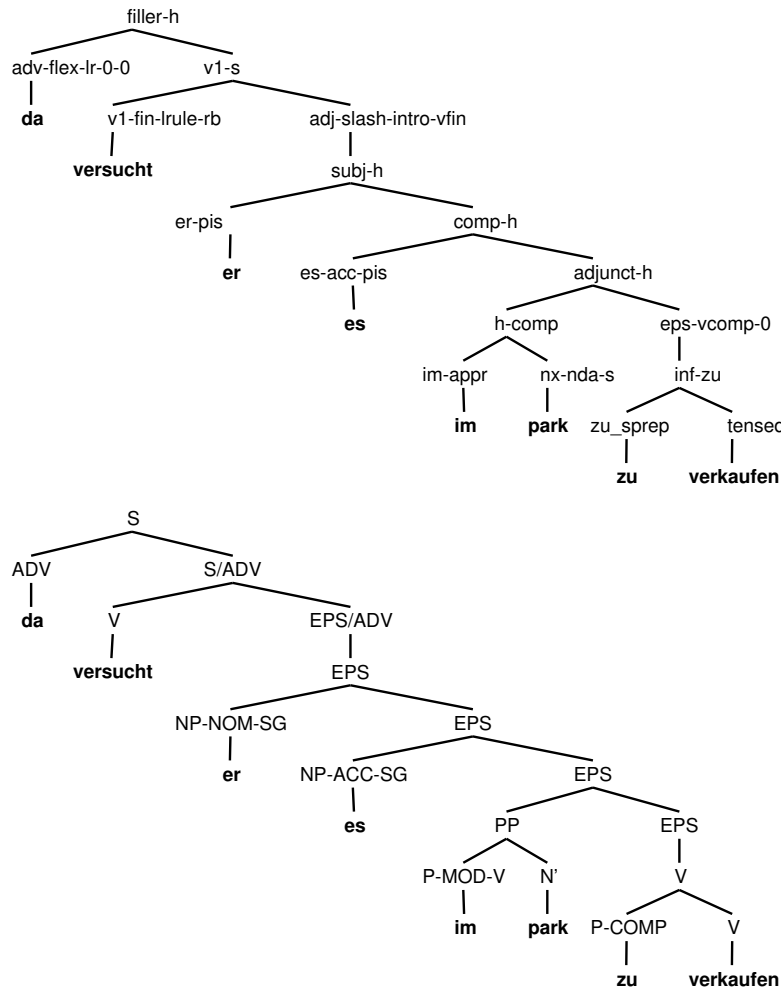 filler-h
adv-flex-lr-0-0 v1-s
da v1-fin-lrule-rb adj-slash-intro-vfin
versucht subj-h
er-pis comp-h
er es-acc-pis adjunct-h
es h-comp eps-vcomp-0
im-appr nx-nda-s inf-zu
im park zu_sprep tensed
zu verkaufen
S
ADV S/ADV
da V EPS/ADV
versucht EPS
NP-NOM-SG EPS
er NP-ACC-SG EPS
es PP EPS
P-MOD-V N' V
im park P-COMP V
zu verkaufen